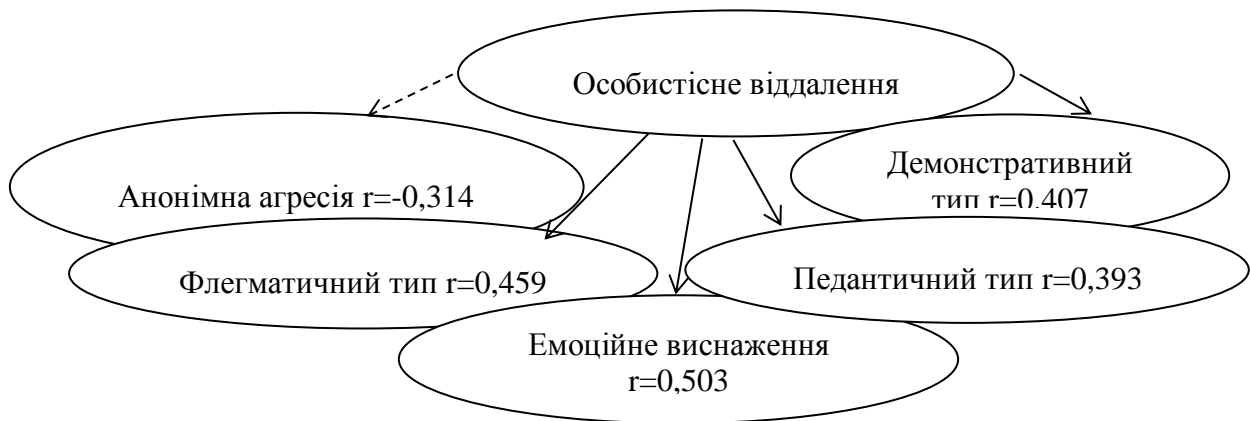 Особистісне віддалення
Демонстративний
тип r=0,407
Анонімна агресія r=-0,314
Флегматичний тип r=0,459
Педантичний тип r=0,393
Емоційне виснаження
r=0,503